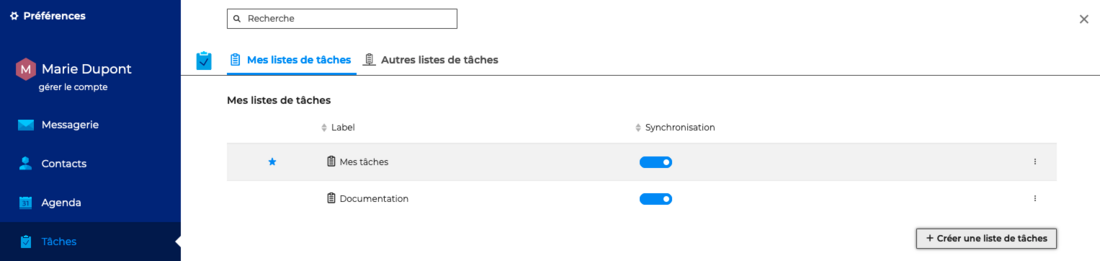 Préférences
Recherche
M Marie Dupont
gérer le compte
Messagerie
Contacts
Agenda
Tâches
Mes listes de tâches
Autres listes de tâches
Mes listes de tâches
Label
Synchronisation
Mes tâches
Documentation
+ Créer une liste de tâches